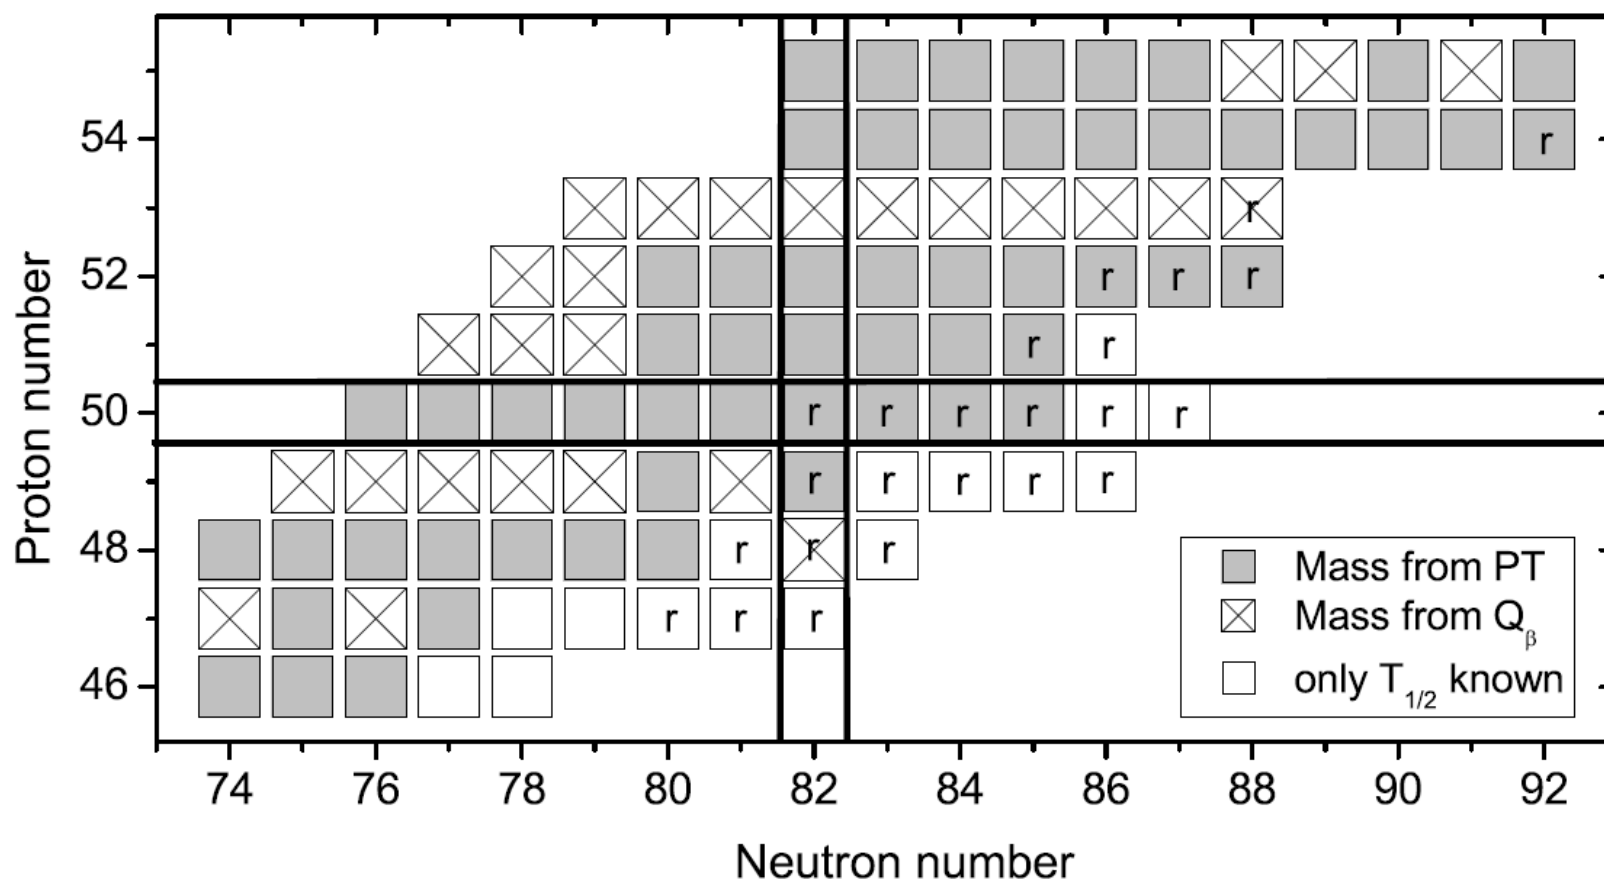 54
r
r
52
r
r
r
r
r
50
r
r
r
r
r
r
r
r
r
r
r
48
r
r
r
r
r
r
46
Mass from PT
Mass from Qβ
only T1/2 known
74 76 78 80 82 84 86 88 90 92
Proton number
Neutron number